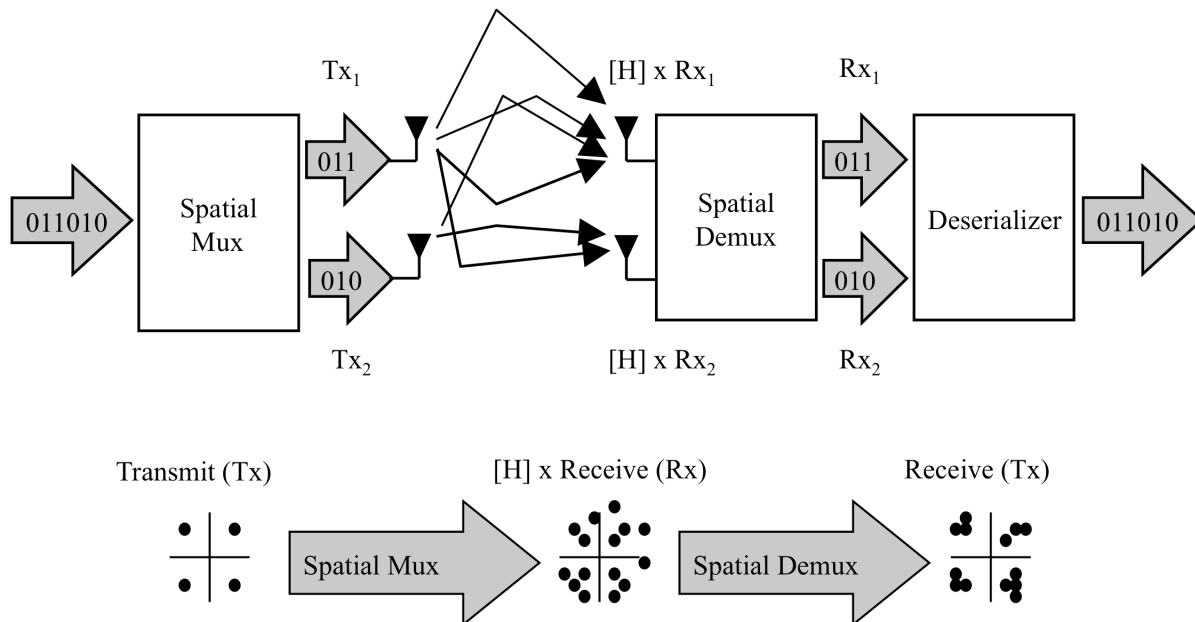 Tx₁
[H] x Rx₁
Rx₁
011010
Spatial
Mux
011
010
Spatial
Demux
011
010
Deserializer
011010
Tx₂
[H] x Rx₂
Rx₂
Transmit (Tx)
[H] x Receive (Rx)
Receive (Tx)
Spatial Mux
Spatial Demux